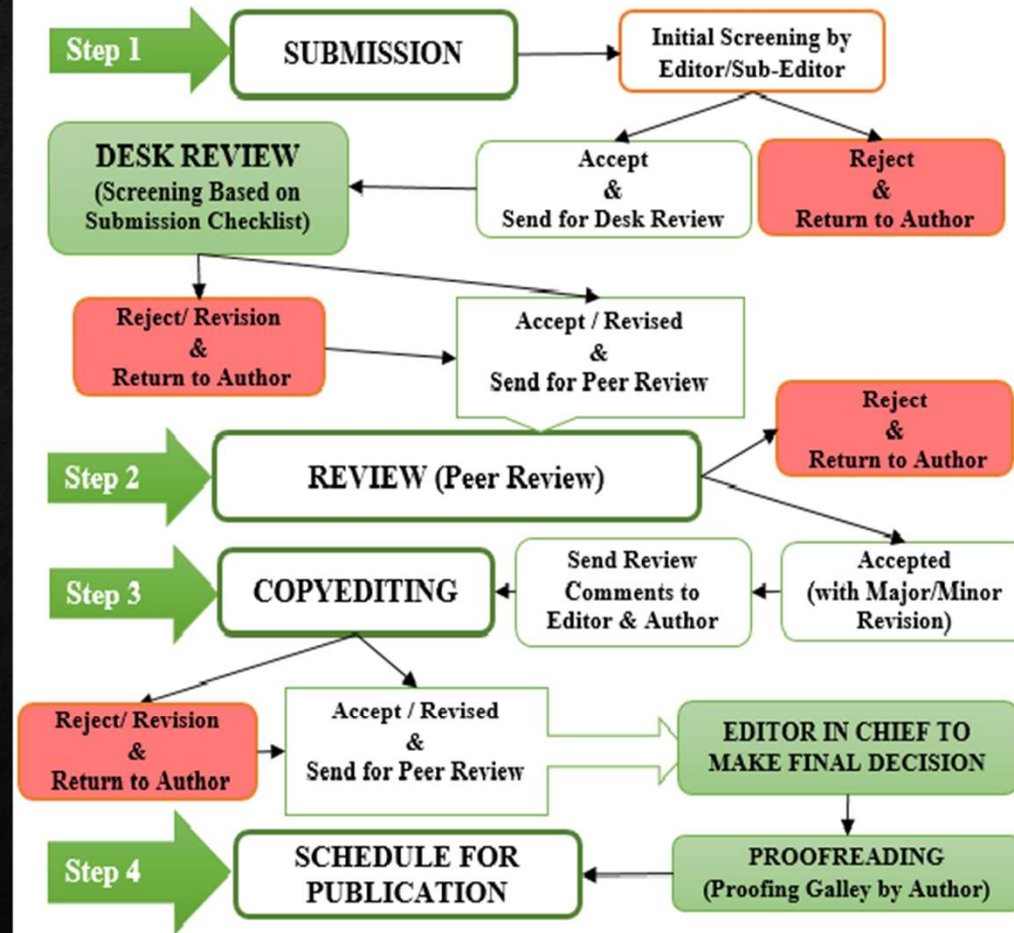 Step 1
SUBMISSION
Initial Screening by
Editor/Sub-Editor
DESK REVIEW
(Screening Based on
Submission Checklist)
Accept
&
Send for Desk Review
Reject
&
Return to Author
Reject/ Revision
&
Return to Author
Accept / Revised
&
Send for Peer Review
Reject
&
Return to Author
Step 2
REVIEW (Peer Review)
Step 3
COPYEDITING
Send Review
Comments to
Editor & Author
Accepted
(with Major/Minor
Revision)
Reject/ Revision
&
Return to Author
Accept / Revised
&
Send for Peer Review
EDITOR IN CHIEF TO
MAKE FINAL DECISION
Step 4
SCHEDULE FOR
PUBLICATION
PROOFREADING
(Proofing Galley by Author)